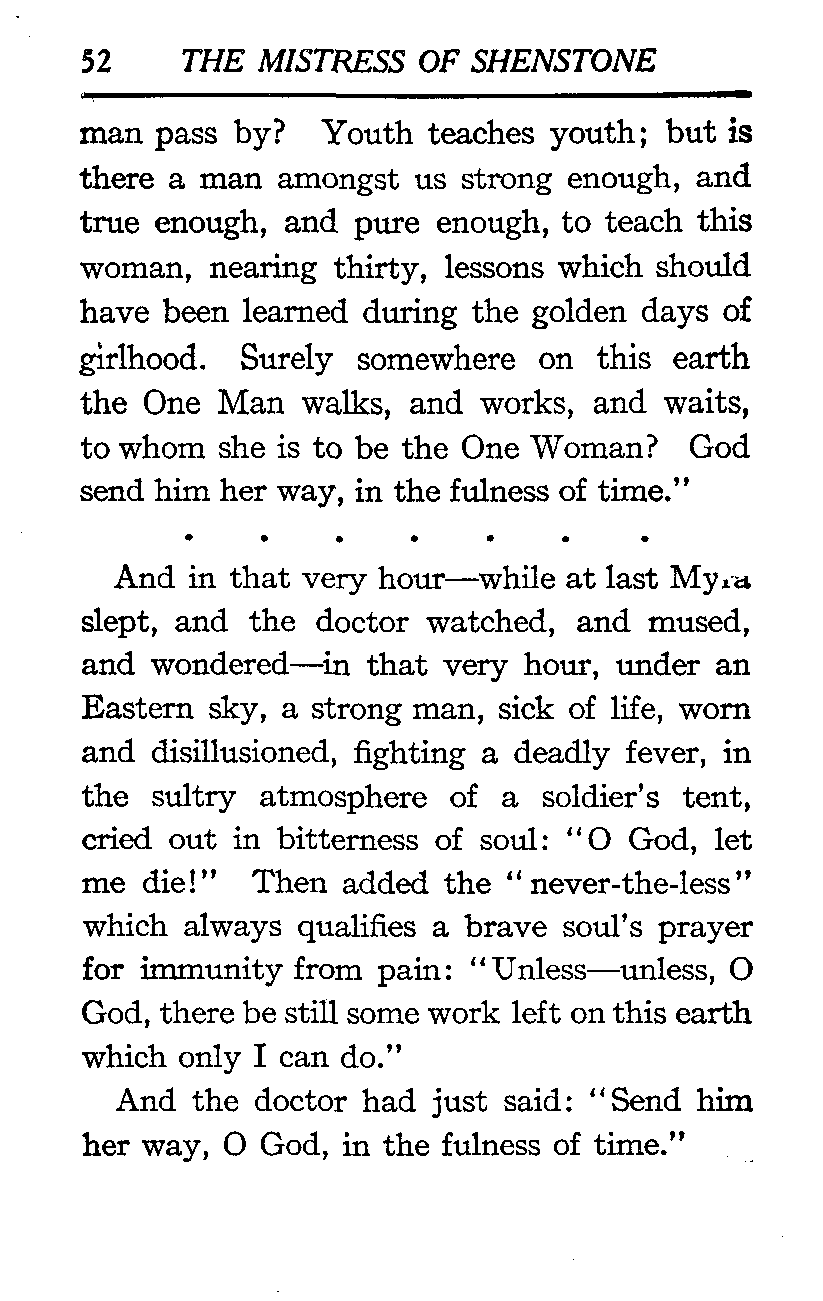 52 THE MISTRESS OF SHENSTONE
man pass by? Youth teaches youth; but is
there a man amongst us strong enough, and
true enough, and pure enough, to teach this
woman, nearing thirty, lessons which should
have been learned during the golden days of
girlhood. Surely somewhere on this earth
the One Man walks, and works, and waits,
to whom she is to be the One Woman? God
send him her way, in the fulness of time."
. . . . . . .
And in that very hour—while at last Myra
slept, and the doctor watched, and mused,
and wondered—in that very hour, under an
Eastern sky, a strong man, sick of life, worn
and disillusioned, fighting a deadly fever, in
the sultry atmosphere of a soldier's tent,
cried out in bitterness of soul: "O God, let
me die!" Then added the "never-the-less"
which always qualifies a brave soul's prayer
for immunity from pain: "Unless—unless, O
God, there be still some work left on this earth
which only I can do."
And the doctor had just said: "Send him
her way, O God, in the fulness of time."